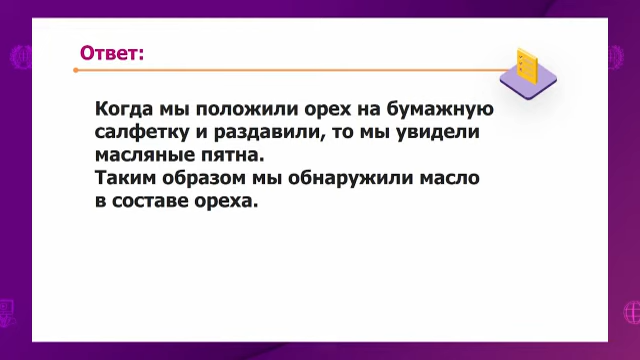 Ответ:
Когда мы положили орех на бумажную
салфетку и раздавили, то мы увидели
масляные пятна.
Таким образом мы обнаружили масло
в составе ореха.